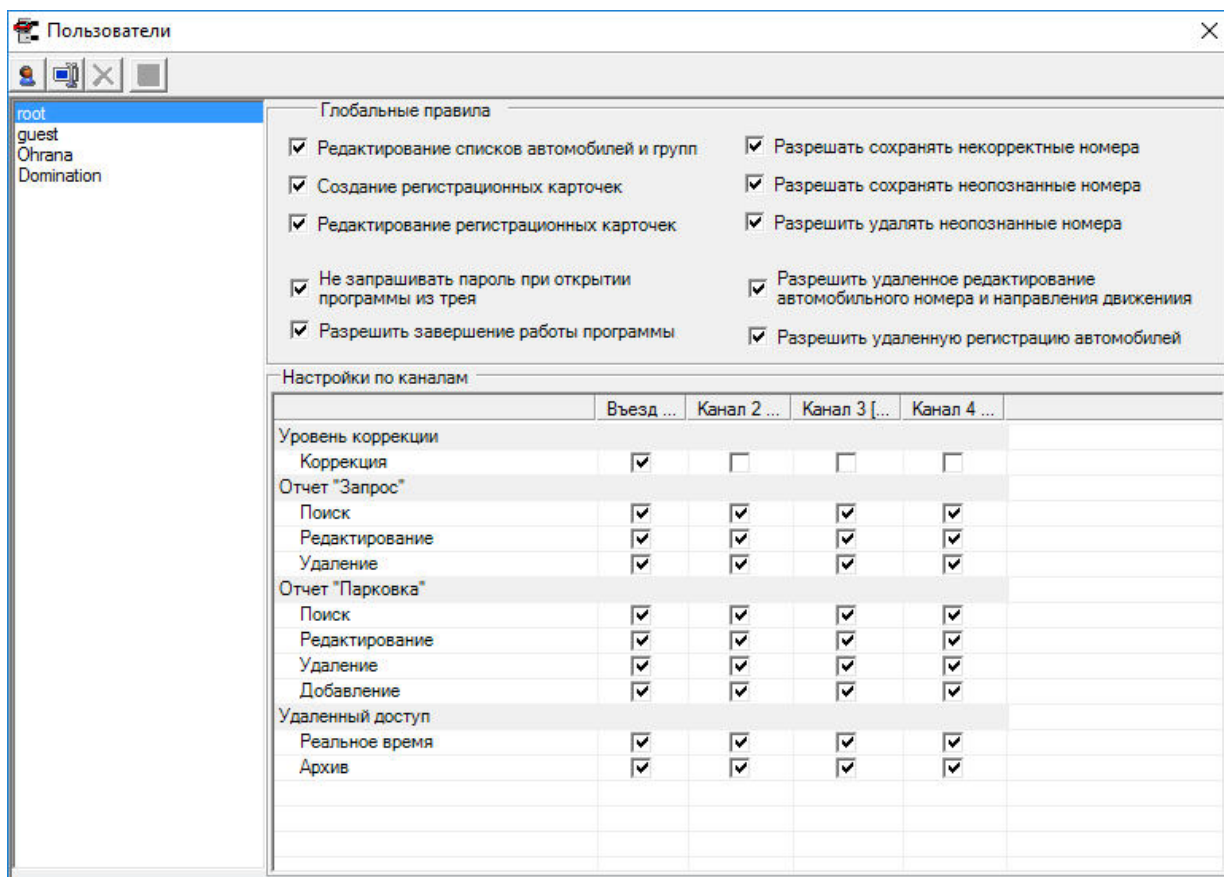 Пользователи
root
guest
Ohrana
Domination
Глобальные правила
Редактирование списков автомобилей и групп
Создание регистрационных карточек
Редактирование регистрационных карточек
Не запрашивать пароль при открытии
программы из трея
Разрешить завершение работы программы
Разрешать сохранять некорректные номера
Разрешать сохранять неопознанные номера
Разрешить удалять неопознанные номера
Разрешить удаленное редактирование
автомобильного номера и направления движениия
Разрешить удаленную регистрацию автомобилей
Настройки по каналам
Въезд ... Канал 2 ... Канал 3 [... Канал 4 ...
Уровень коррекции
Коррекция
Отчет "Запрос"
Поиск
Редактирование
Удаление
Отчет "Парковка"
Поиск
Редактирование
Удаление
Добавление
Удаленный доступ
Реальное время
Архив